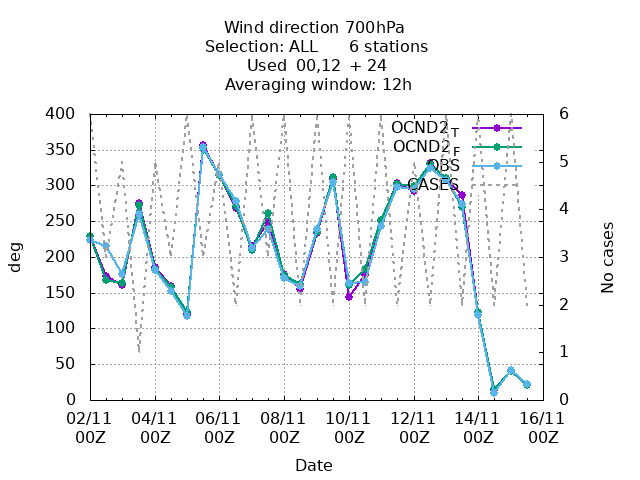 Wind direction 700hPa
Selection: ALL 6 stations
Used 00,12 + 24
Averaging window: 12h
OCND2 T
OCND2 F
OBS
CASES
400
350
300
250
200
150
100
50
0
6
5
4
3
2
1
0
deg
No cases
02/11 04/11 06/11 08/11 10/11 12/11 14/11 16/11
00Z 00Z 00Z 00Z 00Z 00Z 00Z 00Z
Date